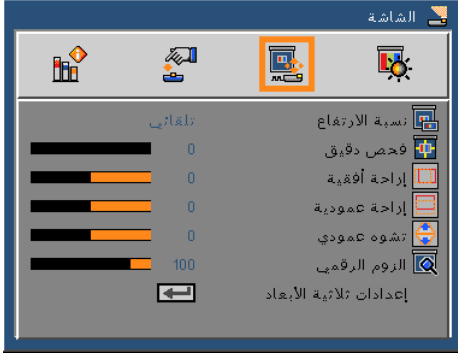 الشاشة
نسبة الارتفاع تلقائي
فحص دقيق 0
إزاحة أفقية 0
إزاحة عمودية 0
تشوه عمودي 0
الزوم الرقمي 100
إعدادات ثلاثية الأبعاد